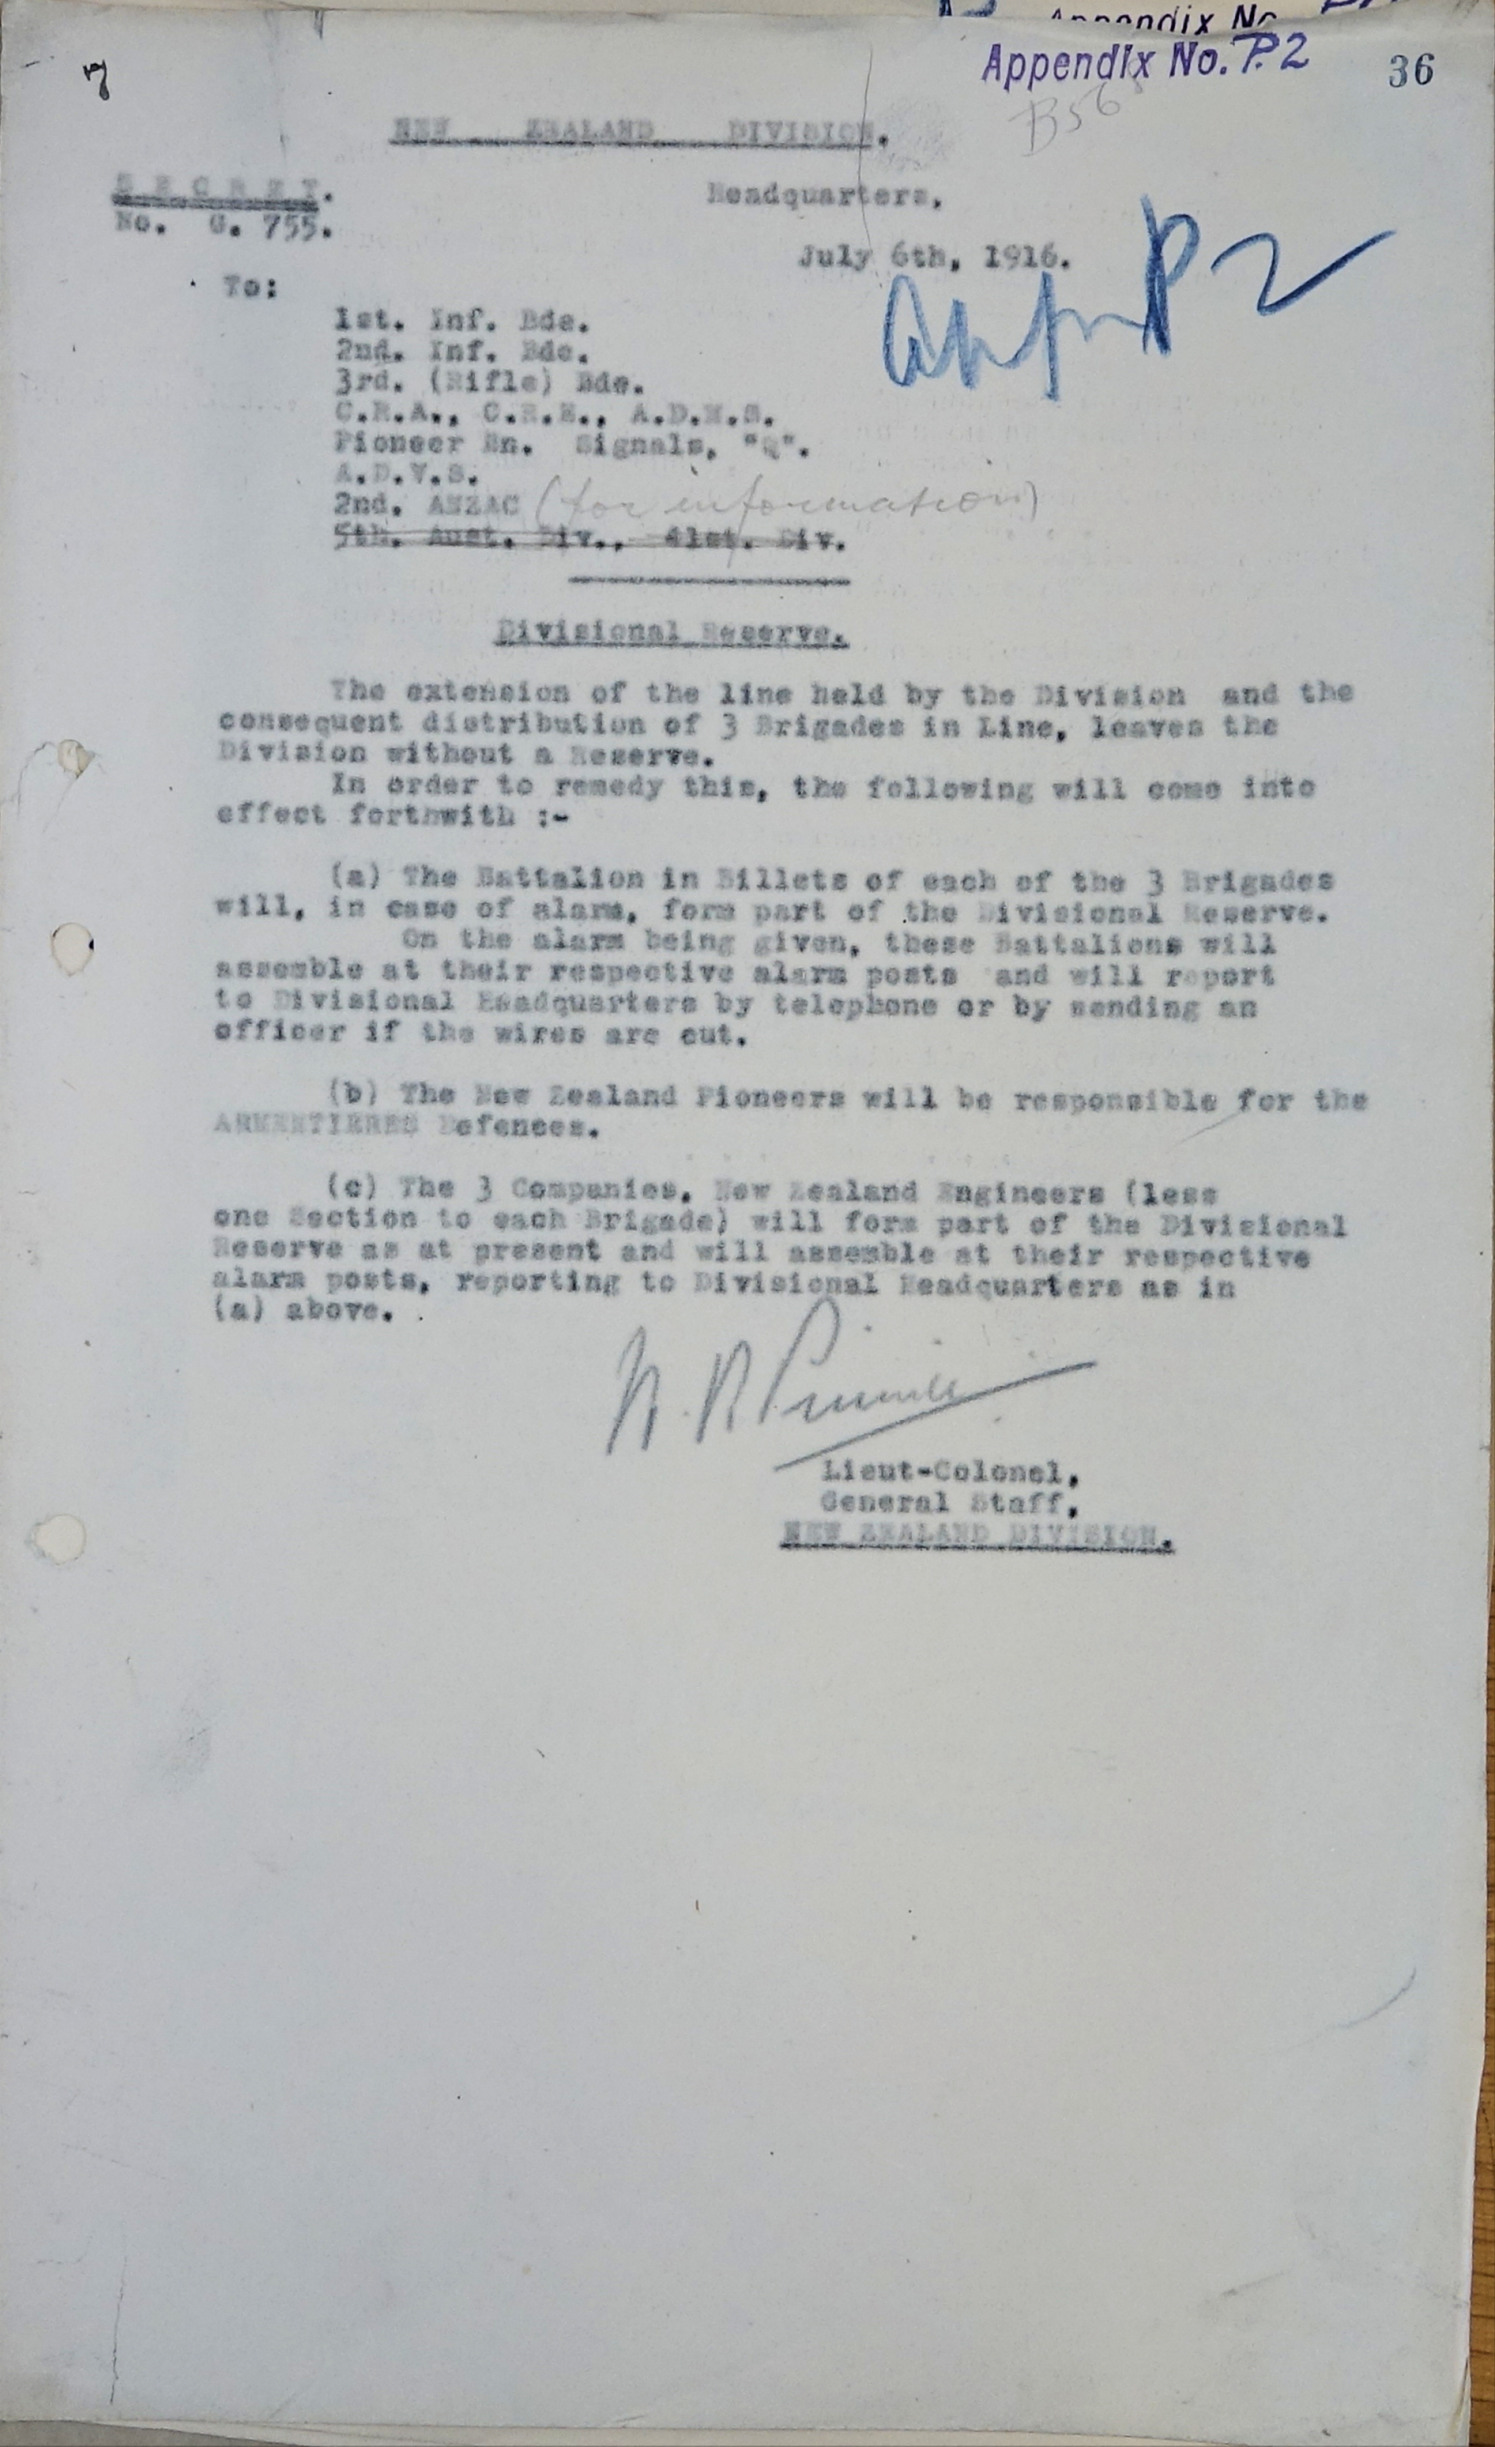 Appendix No.
Appendix No. P.2
36
7
B56
NEW ZEALAND DIVISION.
SECRET.
Headquarters,
No. G. 755.
July 6th, 1916.
P2
To:
1st. Inf. Bde.
2nd. Inf. Bde.
3rd. (Rifle) Bde.
C.R.A., C.R.E., A.D.M.S.
Pioneer Bn. Signals, "Q".
A.D.V.S.
2nd. ANZAC (for information)
5th. Aust. Div., 41st. Div.
Divisional Reserve.
The extension of the line held by the Division and the
consequent distribution of 3 Brigades in Line, leaves the
Division without a Reserve.
In order to remedy this, the following will come into
effect forthwith :-
(a) The Battalion in Billets of each of the 3 Brigades
will, in case of alarm, form part of the Divisional Reserve.
On the alarm being given, these Battalions will
assemble at their respective alarm posts and will report
to Divisional Headquarters by telephone or by sending an
officer if the wires are cut.
(b) The New Zealand Pioneers will be responsible for the
ARMENTIERES Defences.
(c) The 3 Companies, New Zealand Engineers (less
one Section to each Brigade) will form part of the Divisional
Reserve as at present and will assemble at their respective
alarm posts, reporting to Divisional Headquarters as in
(a) above.
Lieut-Colonel,
General Staff,
NEW ZEALAND DIVISION.